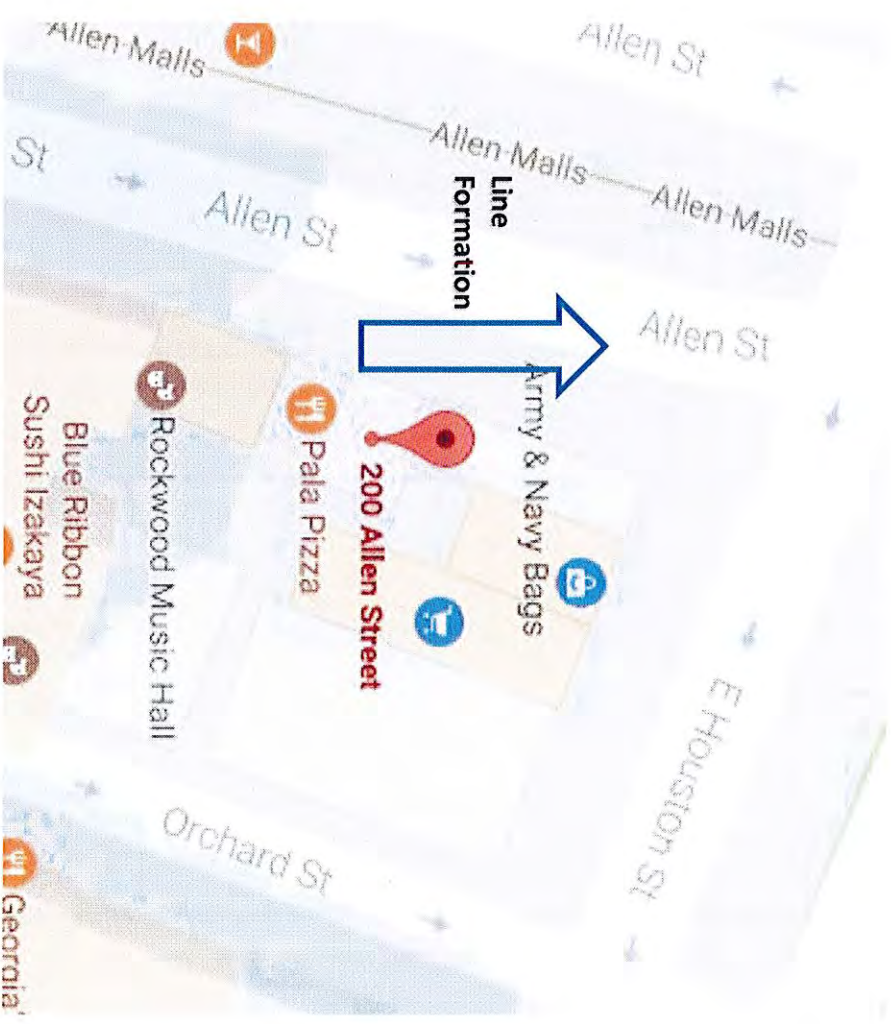 E Houston St
Allen St
Allen Malls
Allen St
Army & Navy Bags
Allen Malls
Line
Formation
200 Allen Street
Pala Pizza
Allen St
Orchard St
Rockwood Music Hall
Allen Malls
Blue Ribbon
Sushi Izakaya
St
Georgia'